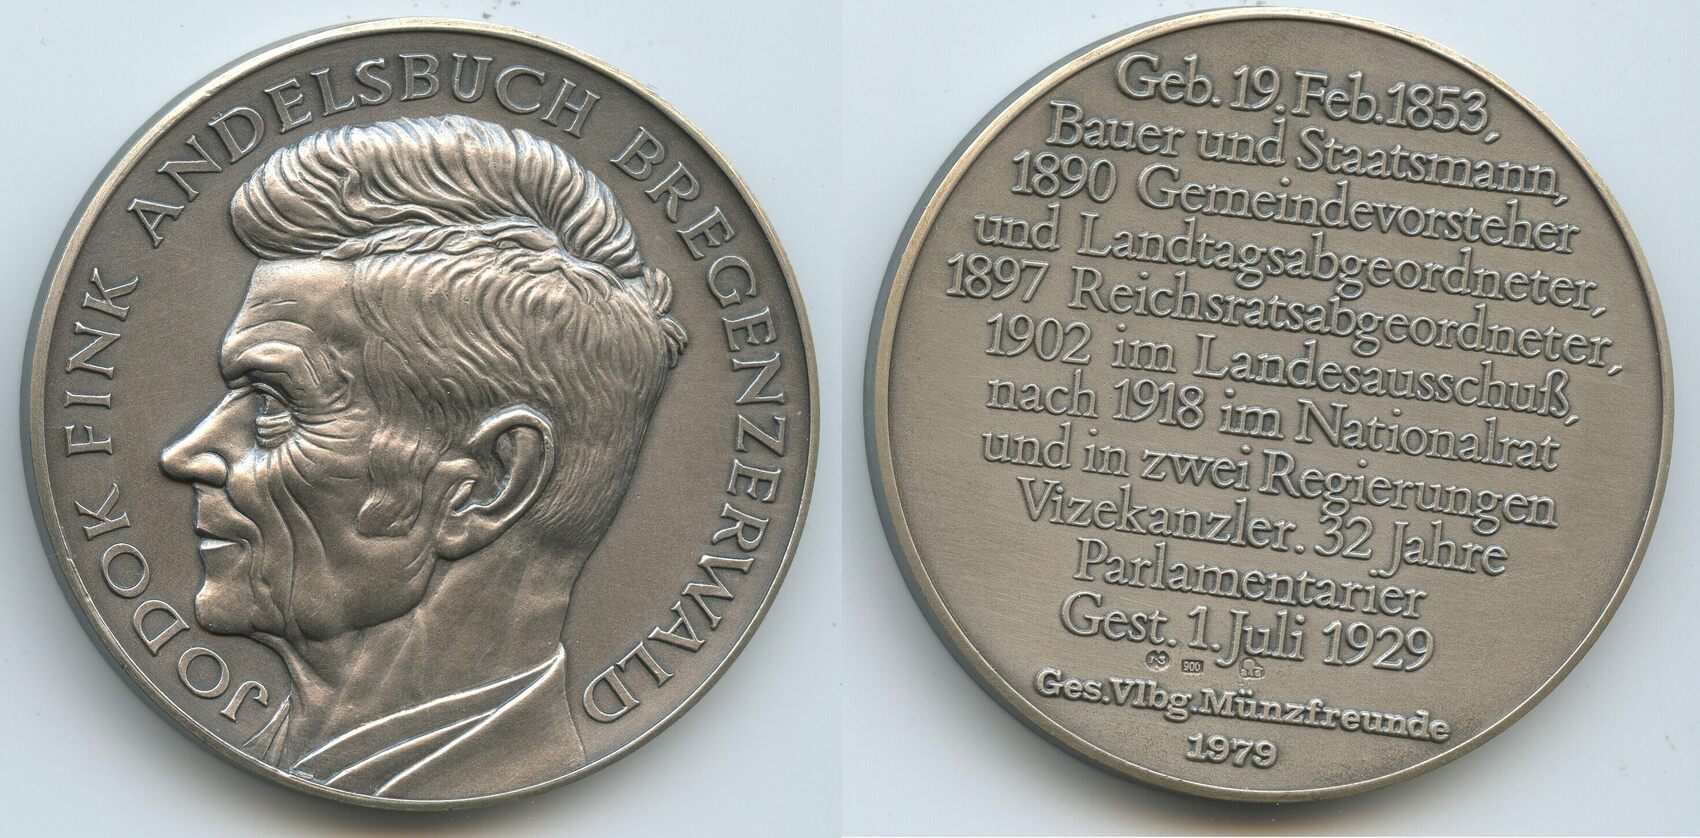 JODOK FINK ANDELSBUCH BREGENZERWALD
Geb. 19. Feb. 1853,
Bauer und Staatsmann,
1890 Gemeindevorsteher
und Landtagsabgeordneter,
1897 Reichsratsabgeordneter,
1902 im Landesausschuß,
nach 1918 im Nationalrat
und in zwei Regierungen
Vizekanzler. 32 Jahre
Parlamentarier
Gest. 1. Juli 1929
900
Ges. Vlbg. Münzfreunde
1979